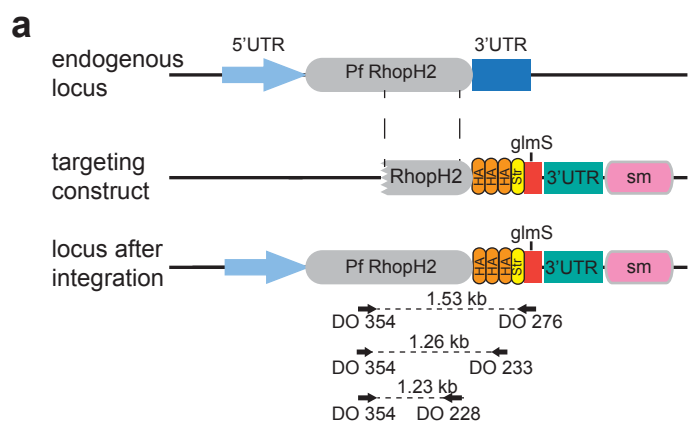 a
5'UTR
3'UTR
endogenous
locus
Pf RhopH2
glmS
targeting
construct
RhopH2
HA
HA
HA
Str
3'UTR
sm
glmS
locus after
integration
Pf RhopH2
HA
HA
HA
Str
3'UTR
sm
1.53 kb
DO 354
DO 276
1.26 kb
DO 354
DO 233
1.23 kb
DO 354
DO 228